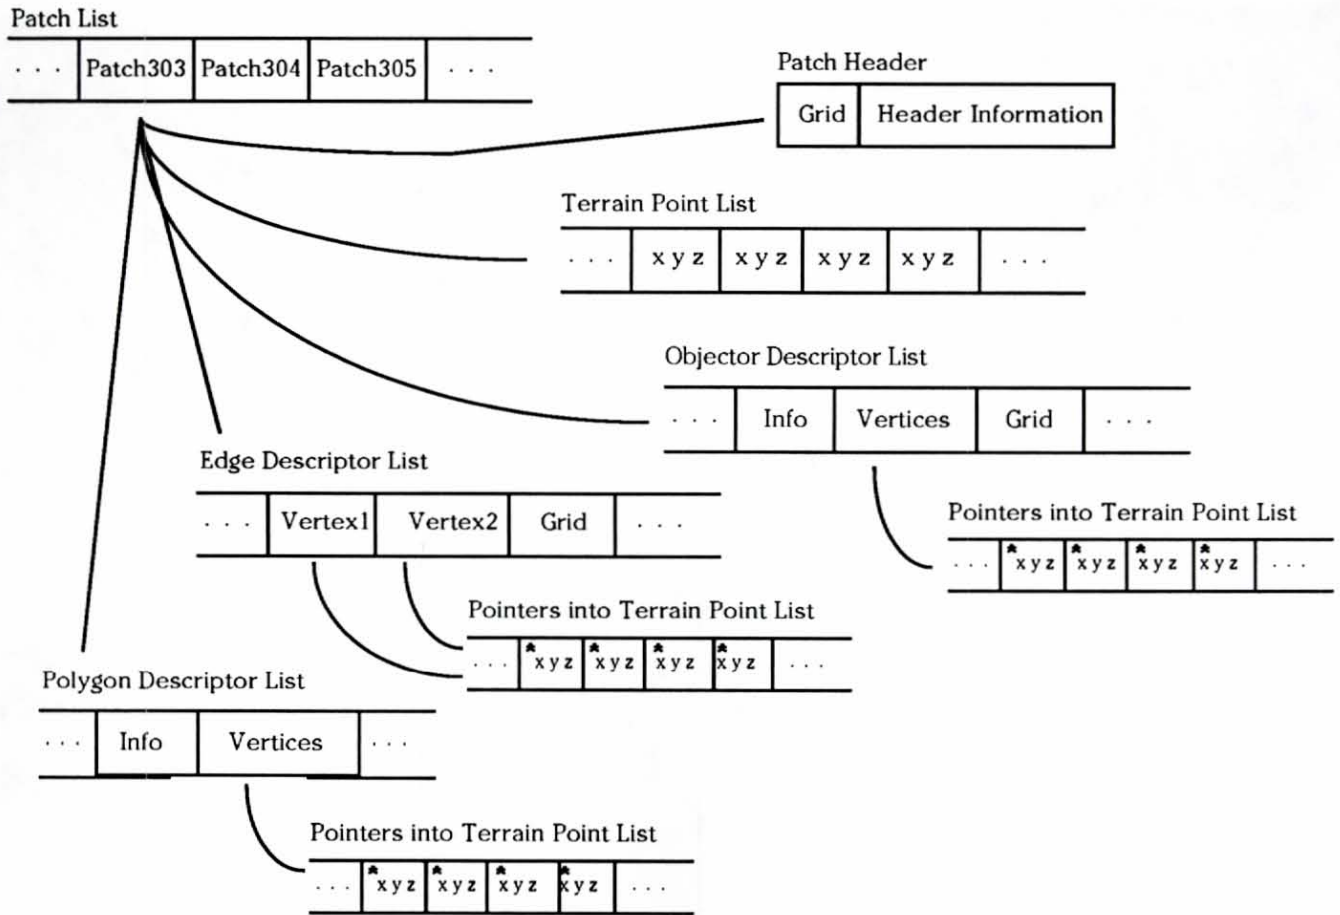 Patch List
. . . Patch303 Patch304 Patch305 . . .
Patch Header
Grid Header Information
Terrain Point List
. . . x y z x y z x y z x y z . . .
Objector Descriptor List
. . . Info Vertices Grid . . .
Edge Descriptor List
. . . Vertex1 Vertex2 Grid . . .
Pointers into Terrain Point List
. . . ^x y z ^x y z ^x y z ^x y z . . .
Pointers into Terrain Point List
. . . ^x y z ^x y z ^x y z ^x y z . . .
Polygon Descriptor List
. . . Info Vertices . . .
Pointers into Terrain Point List
. . . ^x y z ^x y z ^x y z ^x y z . . .